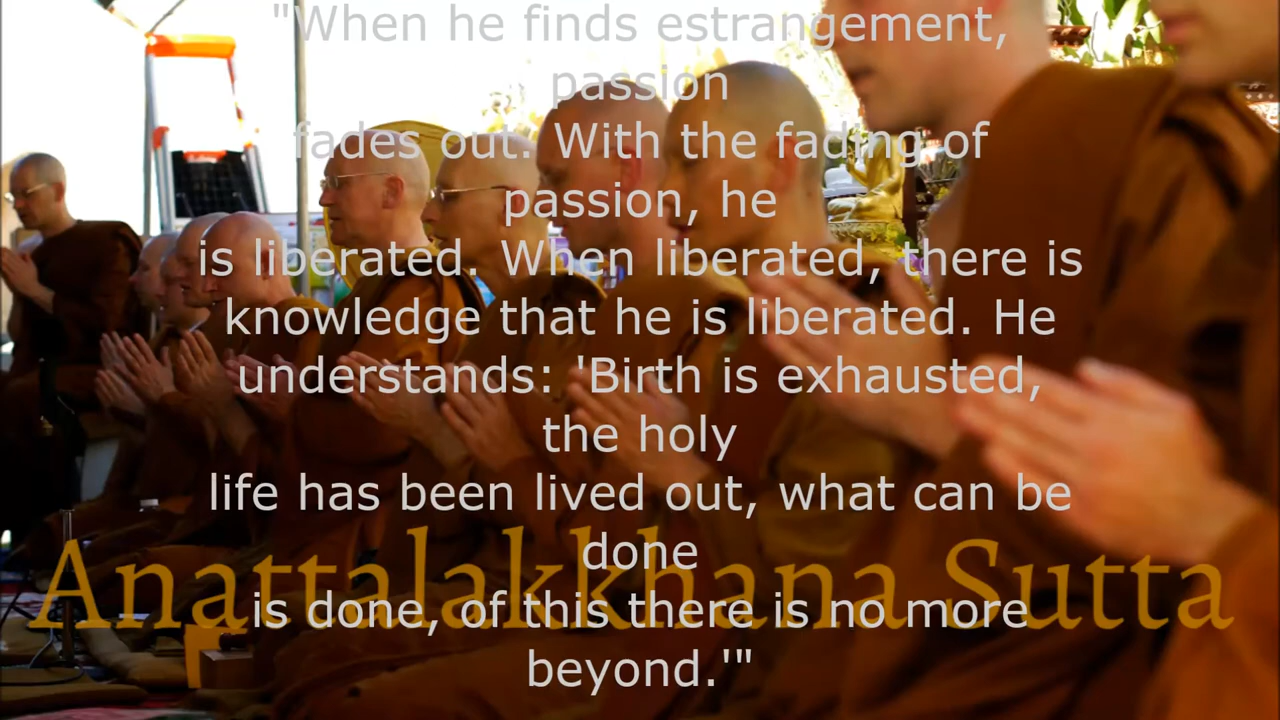 "When he finds estrangement,
passion
fades out. With the fading of
passion, he
is liberated. When liberated, there is
knowledge that he is liberated. He
understands: 'Birth is exhausted,
the holy
life has been lived out, what can be
done
Anattalakkhana Sutta
is done, of this there is no more
beyond.'"